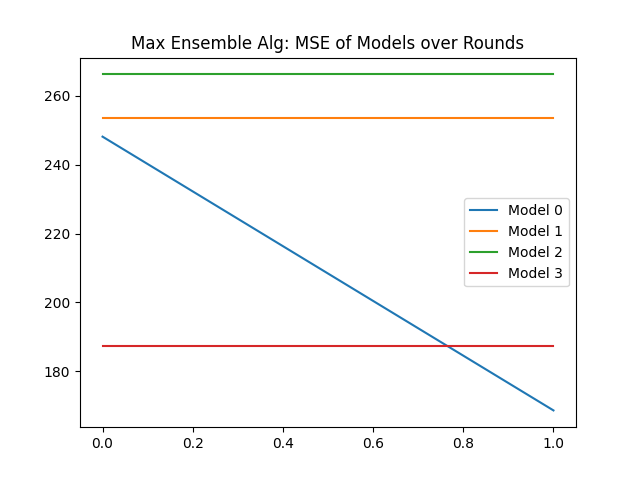 Max Ensemble Alg: MSE of Models over Rounds
260
240
220
200
180
Model 0
Model 1
Model 2
Model 3
0.0 0.2 0.4 0.6 0.8 1.0